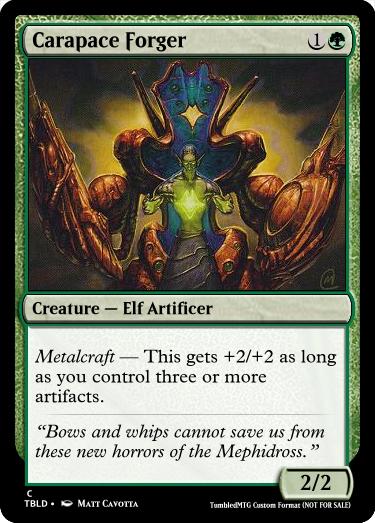 Carapace Forger 1
Creature — Elf Artificer
Metalcraft — This gets +2/+2 as long
as you control three or more
artifacts.
“Bows and whips cannot save us from
these new horrors of the Mephidross.”
2/2
C
TBLD • Matt Cavotta
TumbledMTG Custom Format (NOT FOR SALE)